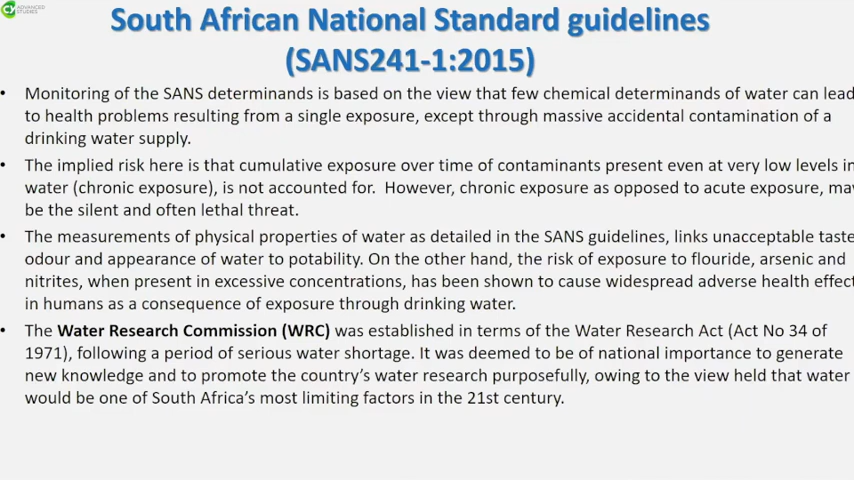 ADVANCED
STUDIES
South African National Standard guidelines
(SANS241-1:2015)
• Monitoring of the SANS determinands is based on the view that few chemical determinands of water can lead
to health problems resulting from a single exposure, except through massive accidental contamination of a
drinking water supply.
• The implied risk here is that cumulative exposure over time of contaminants present even at very low levels in
water (chronic exposure), is not accounted for. However, chronic exposure as opposed to acute exposure, may
be the silent and often lethal threat.
• The measurements of physical properties of water as detailed in the SANS guidelines, links unacceptable taste
odour and appearance of water to potability. On the other hand, the risk of exposure to flouride, arsenic and
nitrites, when present in excessive concentrations, has been shown to cause widespread adverse health effect
in humans as a consequence of exposure through drinking water.
• The Water Research Commission (WRC) was established in terms of the Water Research Act (Act No 34 of
1971), following a period of serious water shortage. It was deemed to be of national importance to generate
new knowledge and to promote the country's water research purposefully, owing to the view held that water
would be one of South Africa's most limiting factors in the 21st century.